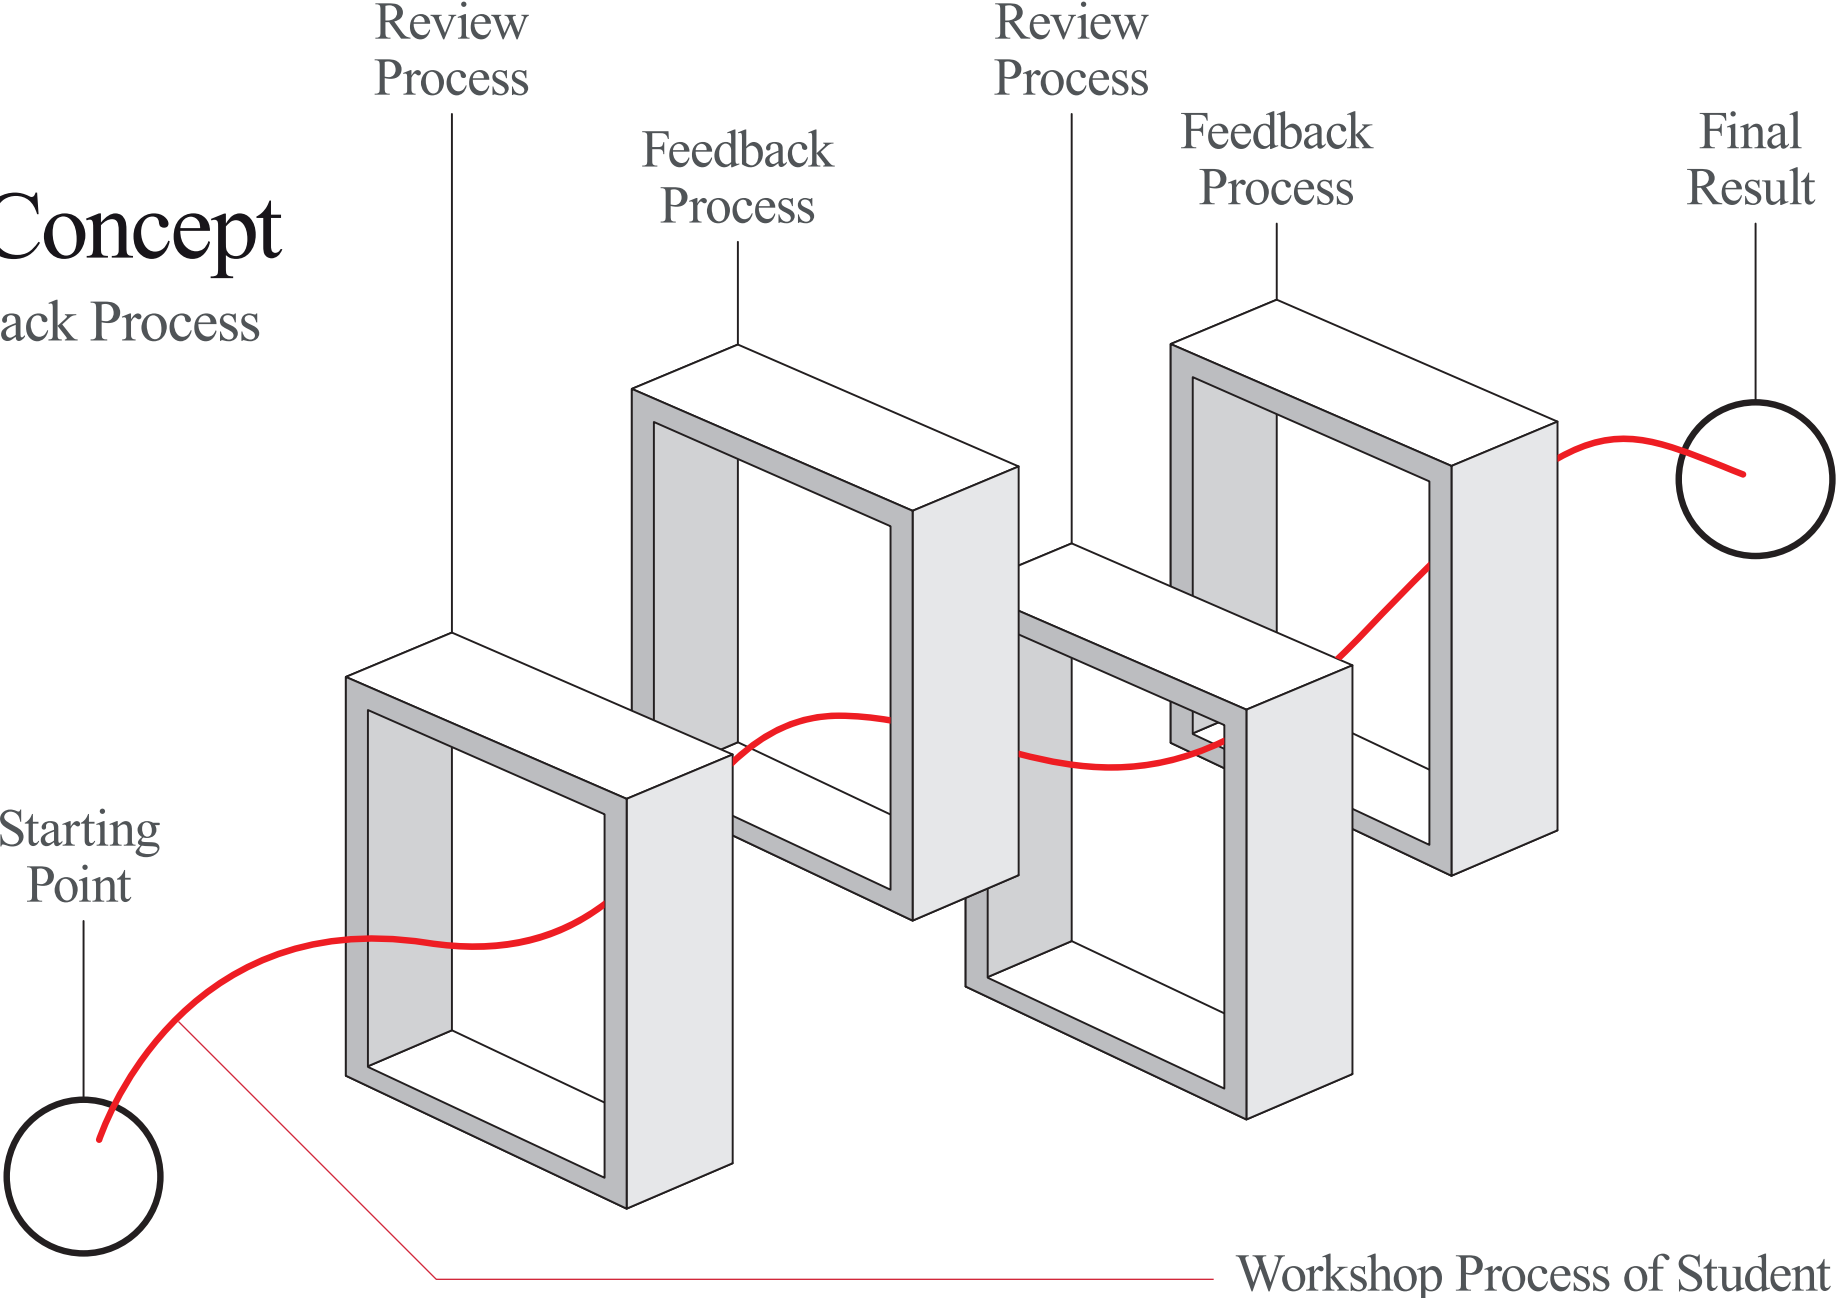 Review
Process
Review
Process
Feedback
Process
Feedback
Process
Final
Result
Concept
ack Process
Starting
Point
Workshop Process of Student